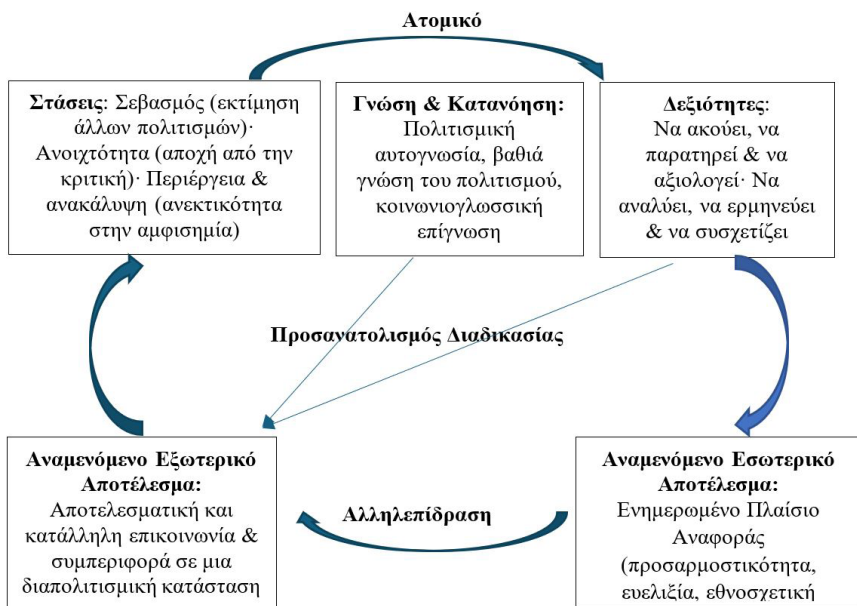 Ατομικό
Στάσεις: Σεβασμός (εκτίμηση
άλλων πολιτισμών)·
Ανοιχτότητα (αποχή από την
κριτική)· Περιέργεια &
ανακάλυψη (ανεκτικότητα
στην αμφισημία)
Γνώση & Κατανόηση:
Πολιτισμική
αυτογνωσία, βαθιά
γνώση του πολιτισμού,
κοινωνιογλωσσική
επίγνωση
Δεξιότητες:
Να ακούει, να
παρατηρεί & να
αξιολογεί· Να
αναλύει, να ερμηνεύει
& να συσχετίζει
Προσανατολισμός Διαδικασίας
Αναμενόμενο Εξωτερικό
Αποτέλεσμα:
Αποτελεσματική και
κατάλληλη επικοινωνία &
συμπεριφορά σε μια
διαπολιτισμική κατάσταση
Αλληλεπίδραση
Αναμενόμενο Εσωτερικό
Αποτέλεσμα:
Ενημερωμένο Πλαίσιο
Αναφοράς
(προσαρμοστικότητα,
ευελιξία, εθνοσχετική